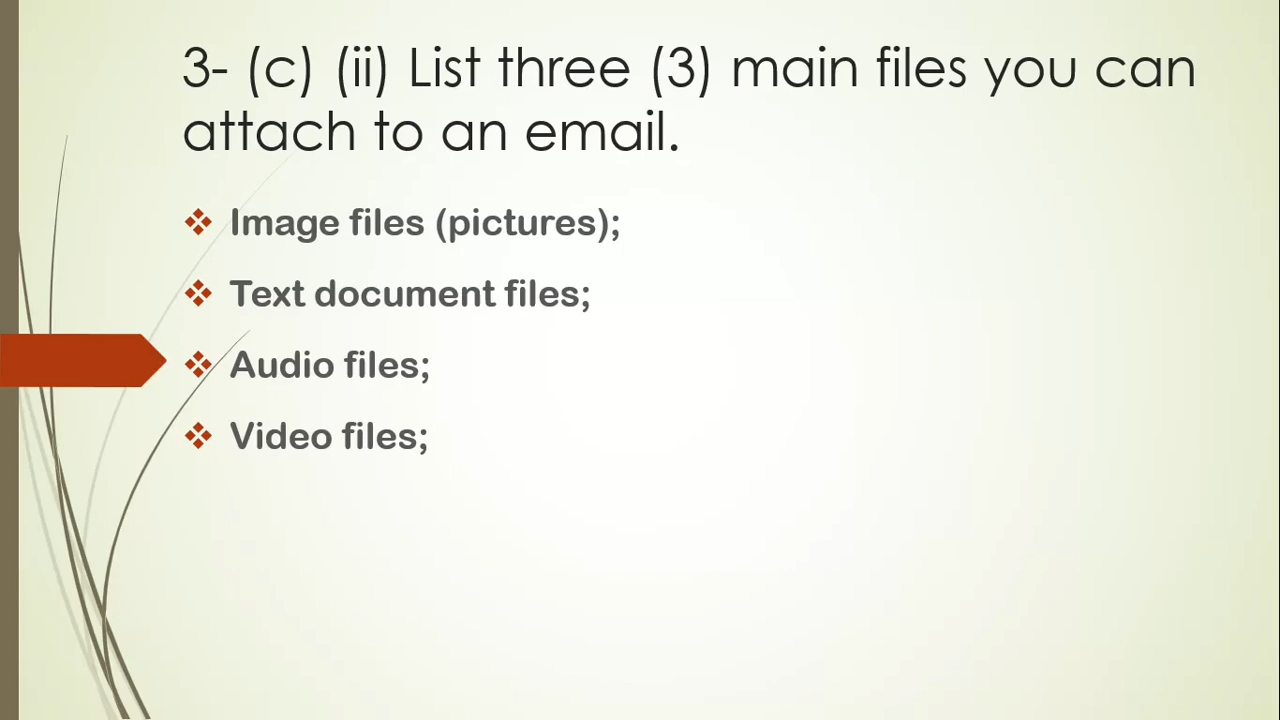 3- (c) (ii) List three (3) main files you can
attach to an email.
Image files (pictures);
Text document files;
Audio files;
Video files;